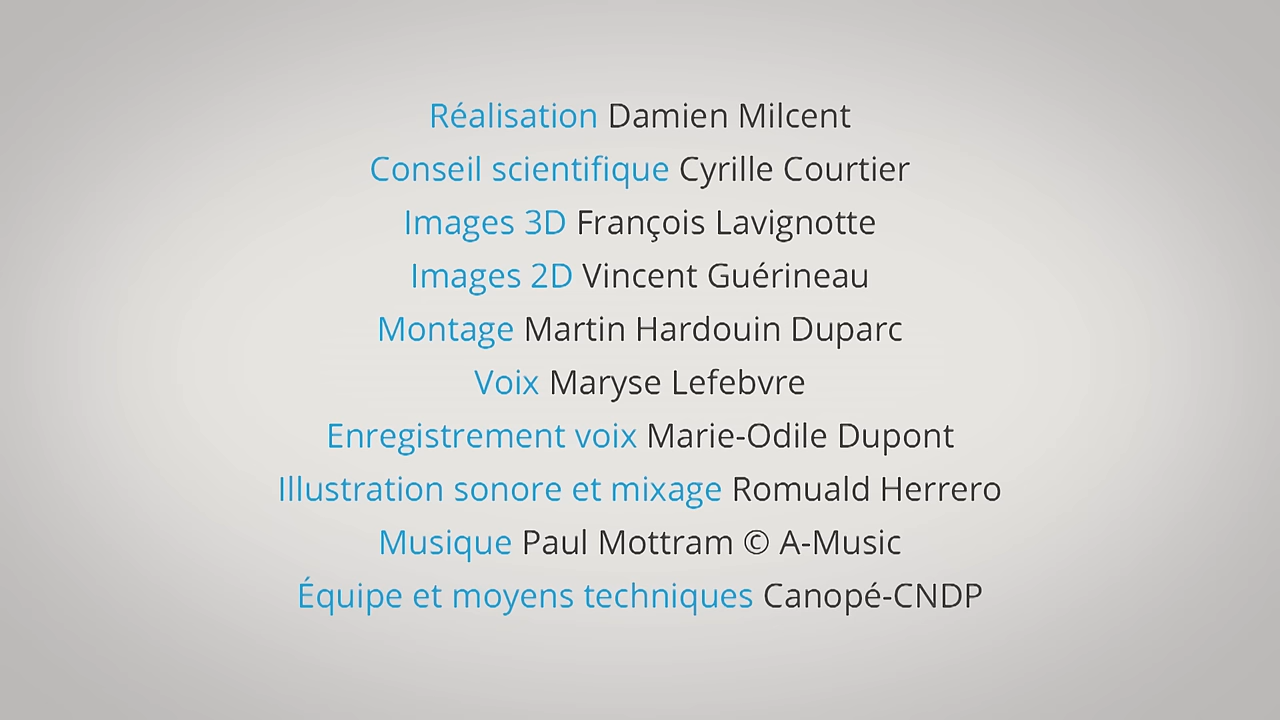 Réalisation Damien Milcent
Conseil scientifique Cyrille Courtier
Images 3D François Lavignotte
Images 2D Vincent Guérineau
Montage Martin Hardouin Duparc
Voix Maryse Lefebvre
Enregistrement voix Marie-Odile Dupont
Illustration sonore et mixage Romuald Herrero
Musique Paul Mottram © A-Music
Équipe et moyens techniques Canopé-CNDP